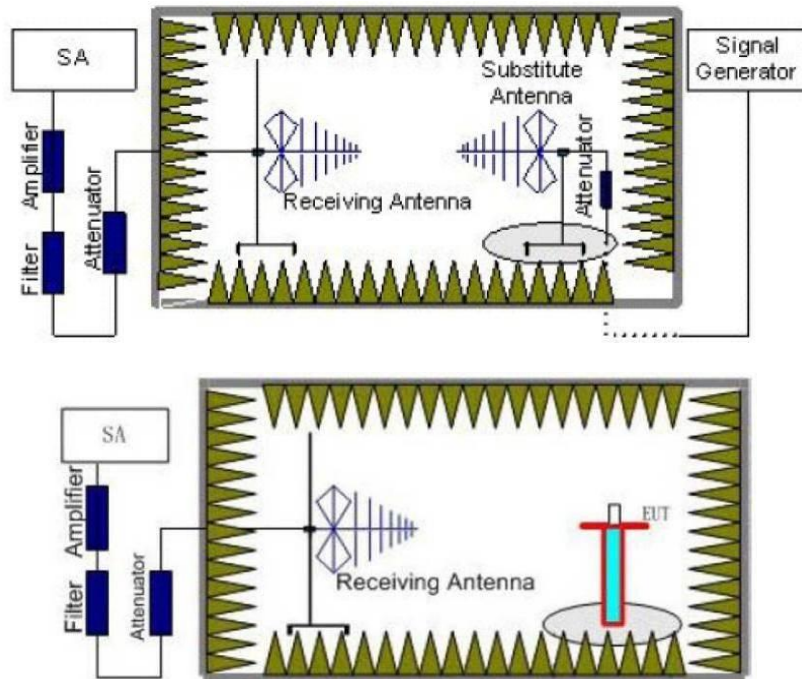 SA
Signal
Generator
Substitute
Antenna
Amplifier
Attenuator
Attenuator
Receiving Antenna
Filter
SA
Amplifier
EUT
Receiving Antenna
Filter
Attenuator